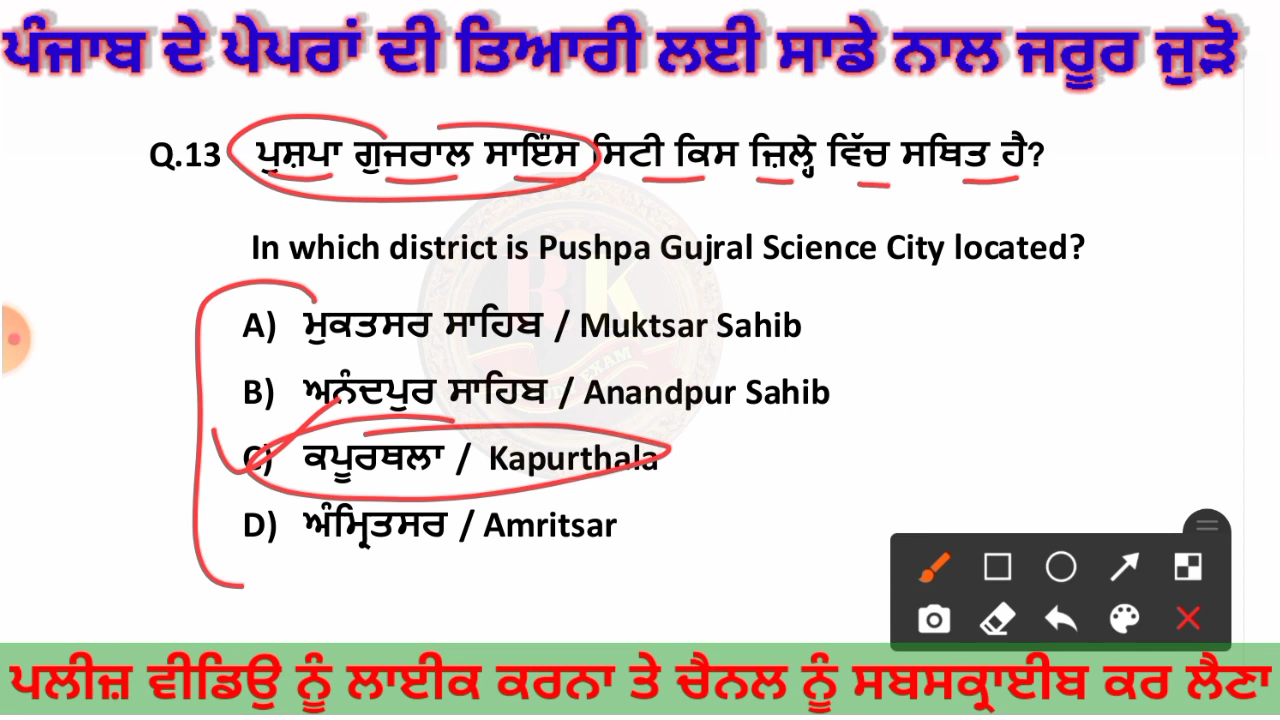 ਪੰਜਾਬ ਦੇ ਪੇਪਰਾਂ ਦੀ ਤਿਆਰੀ ਲਈ ਸਾਡੇ ਨਾਲ ਜਰੂਰ ਜੁੜੋ
Q.13 ਪੁਸ਼ਪਾ ਗੁਜਰਾਲ ਸਾਇੰਸ ਸਿਟੀ ਕਿਸ ਜ਼ਿਲ੍ਹੇ ਵਿੱਚ ਸਥਿਤ ਹੈ?
In which district is Pushpa Gujral Science City located?
A) ਮੁਕਤਸਰ ਸਾਹਿਬ / Muktsar Sahib
B) ਅਨੰਦਪੁਰ ਸਾਹਿਬ / Anandpur Sahib
C) ਕਪੂਰਥਲਾ / Kapurthala
D) ਅੰਮ੍ਰਿਤਸਰ / Amritsar
ਪਲੀਜ਼ ਵੀਡਿਉ ਨੂੰ ਲਾਈਕ ਕਰਨਾ ਤੇ ਚੈਨਲ ਨੂੰ ਸਬਸਕ੍ਰਾਈਬ ਕਰ ਲੈਣਾ